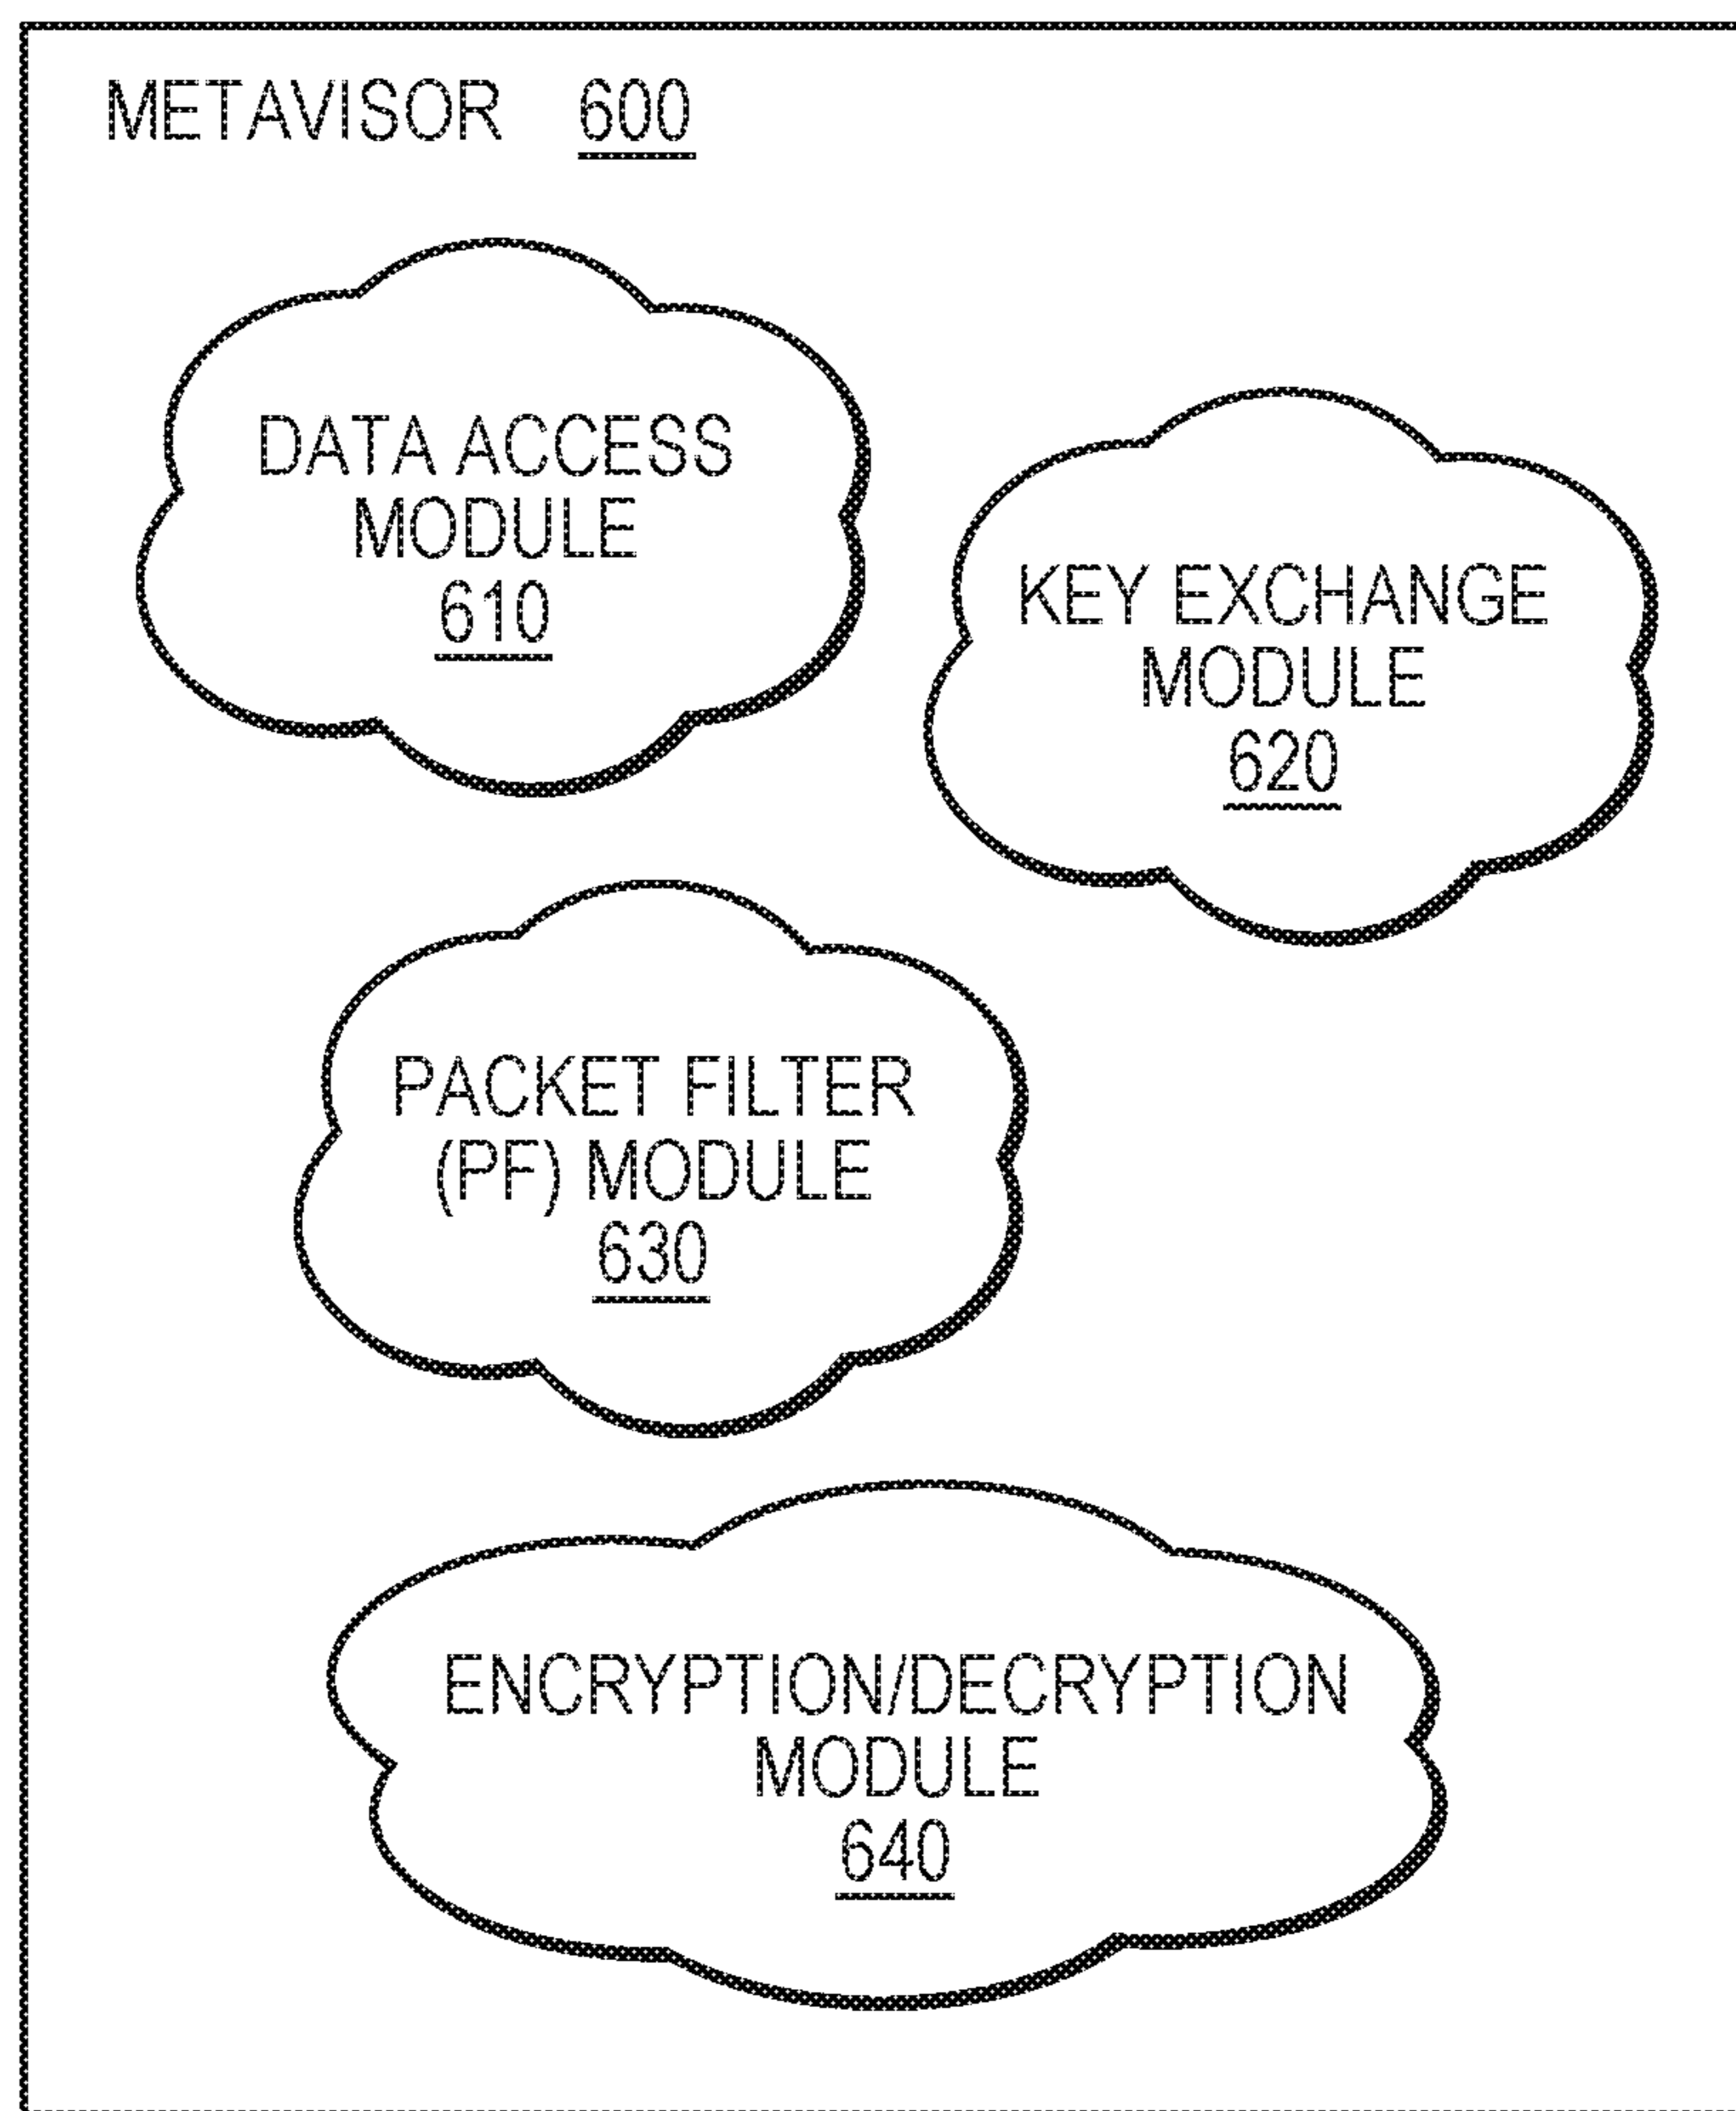 METAVISOR 600
DATA ACCESS
MODULE
610
KEY EXCHANGE
MODULE
620
PACKET FILTER
(PF) MODULE
630
ENCRYPTION/DECRYPTION
MODULE
640